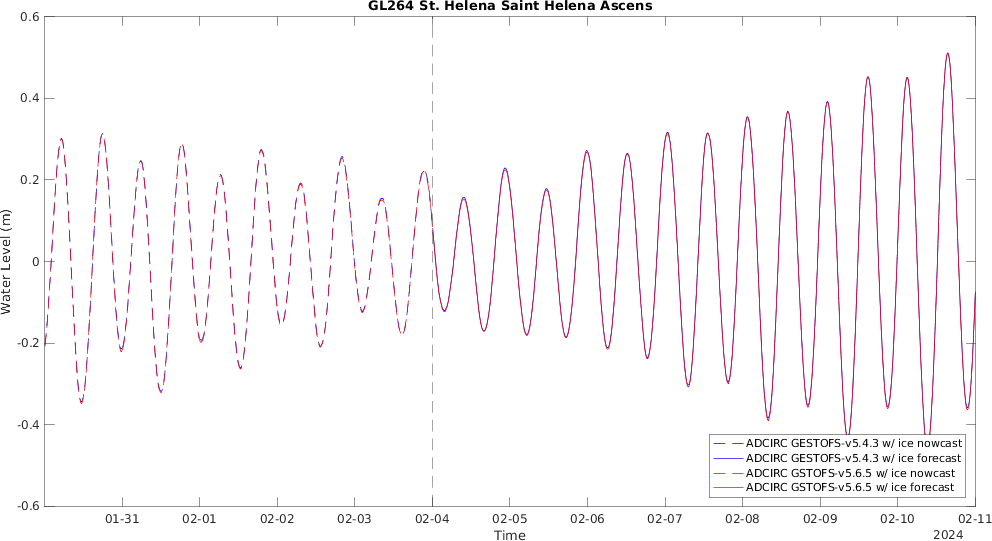 GL264 St. Helena Saint Helena Ascens
0.6
0.4
0.2
0
-0.2
-0.4
-0.6
Water Level (m)
01-31 02-01 02-02 02-03 02-04 02-05 02-06 02-07 02-08 02-09 02-10 02-11
Time
2024
ADCIRC GESTOFS-v5.4.3 w/ ice nowcast
ADCIRC GESTOFS-v5.4.3 w/ ice forecast
ADCIRC GSTOFS-v5.6.5 w/ ice nowcast
ADCIRC GSTOFS-v5.6.5 w/ ice forecast